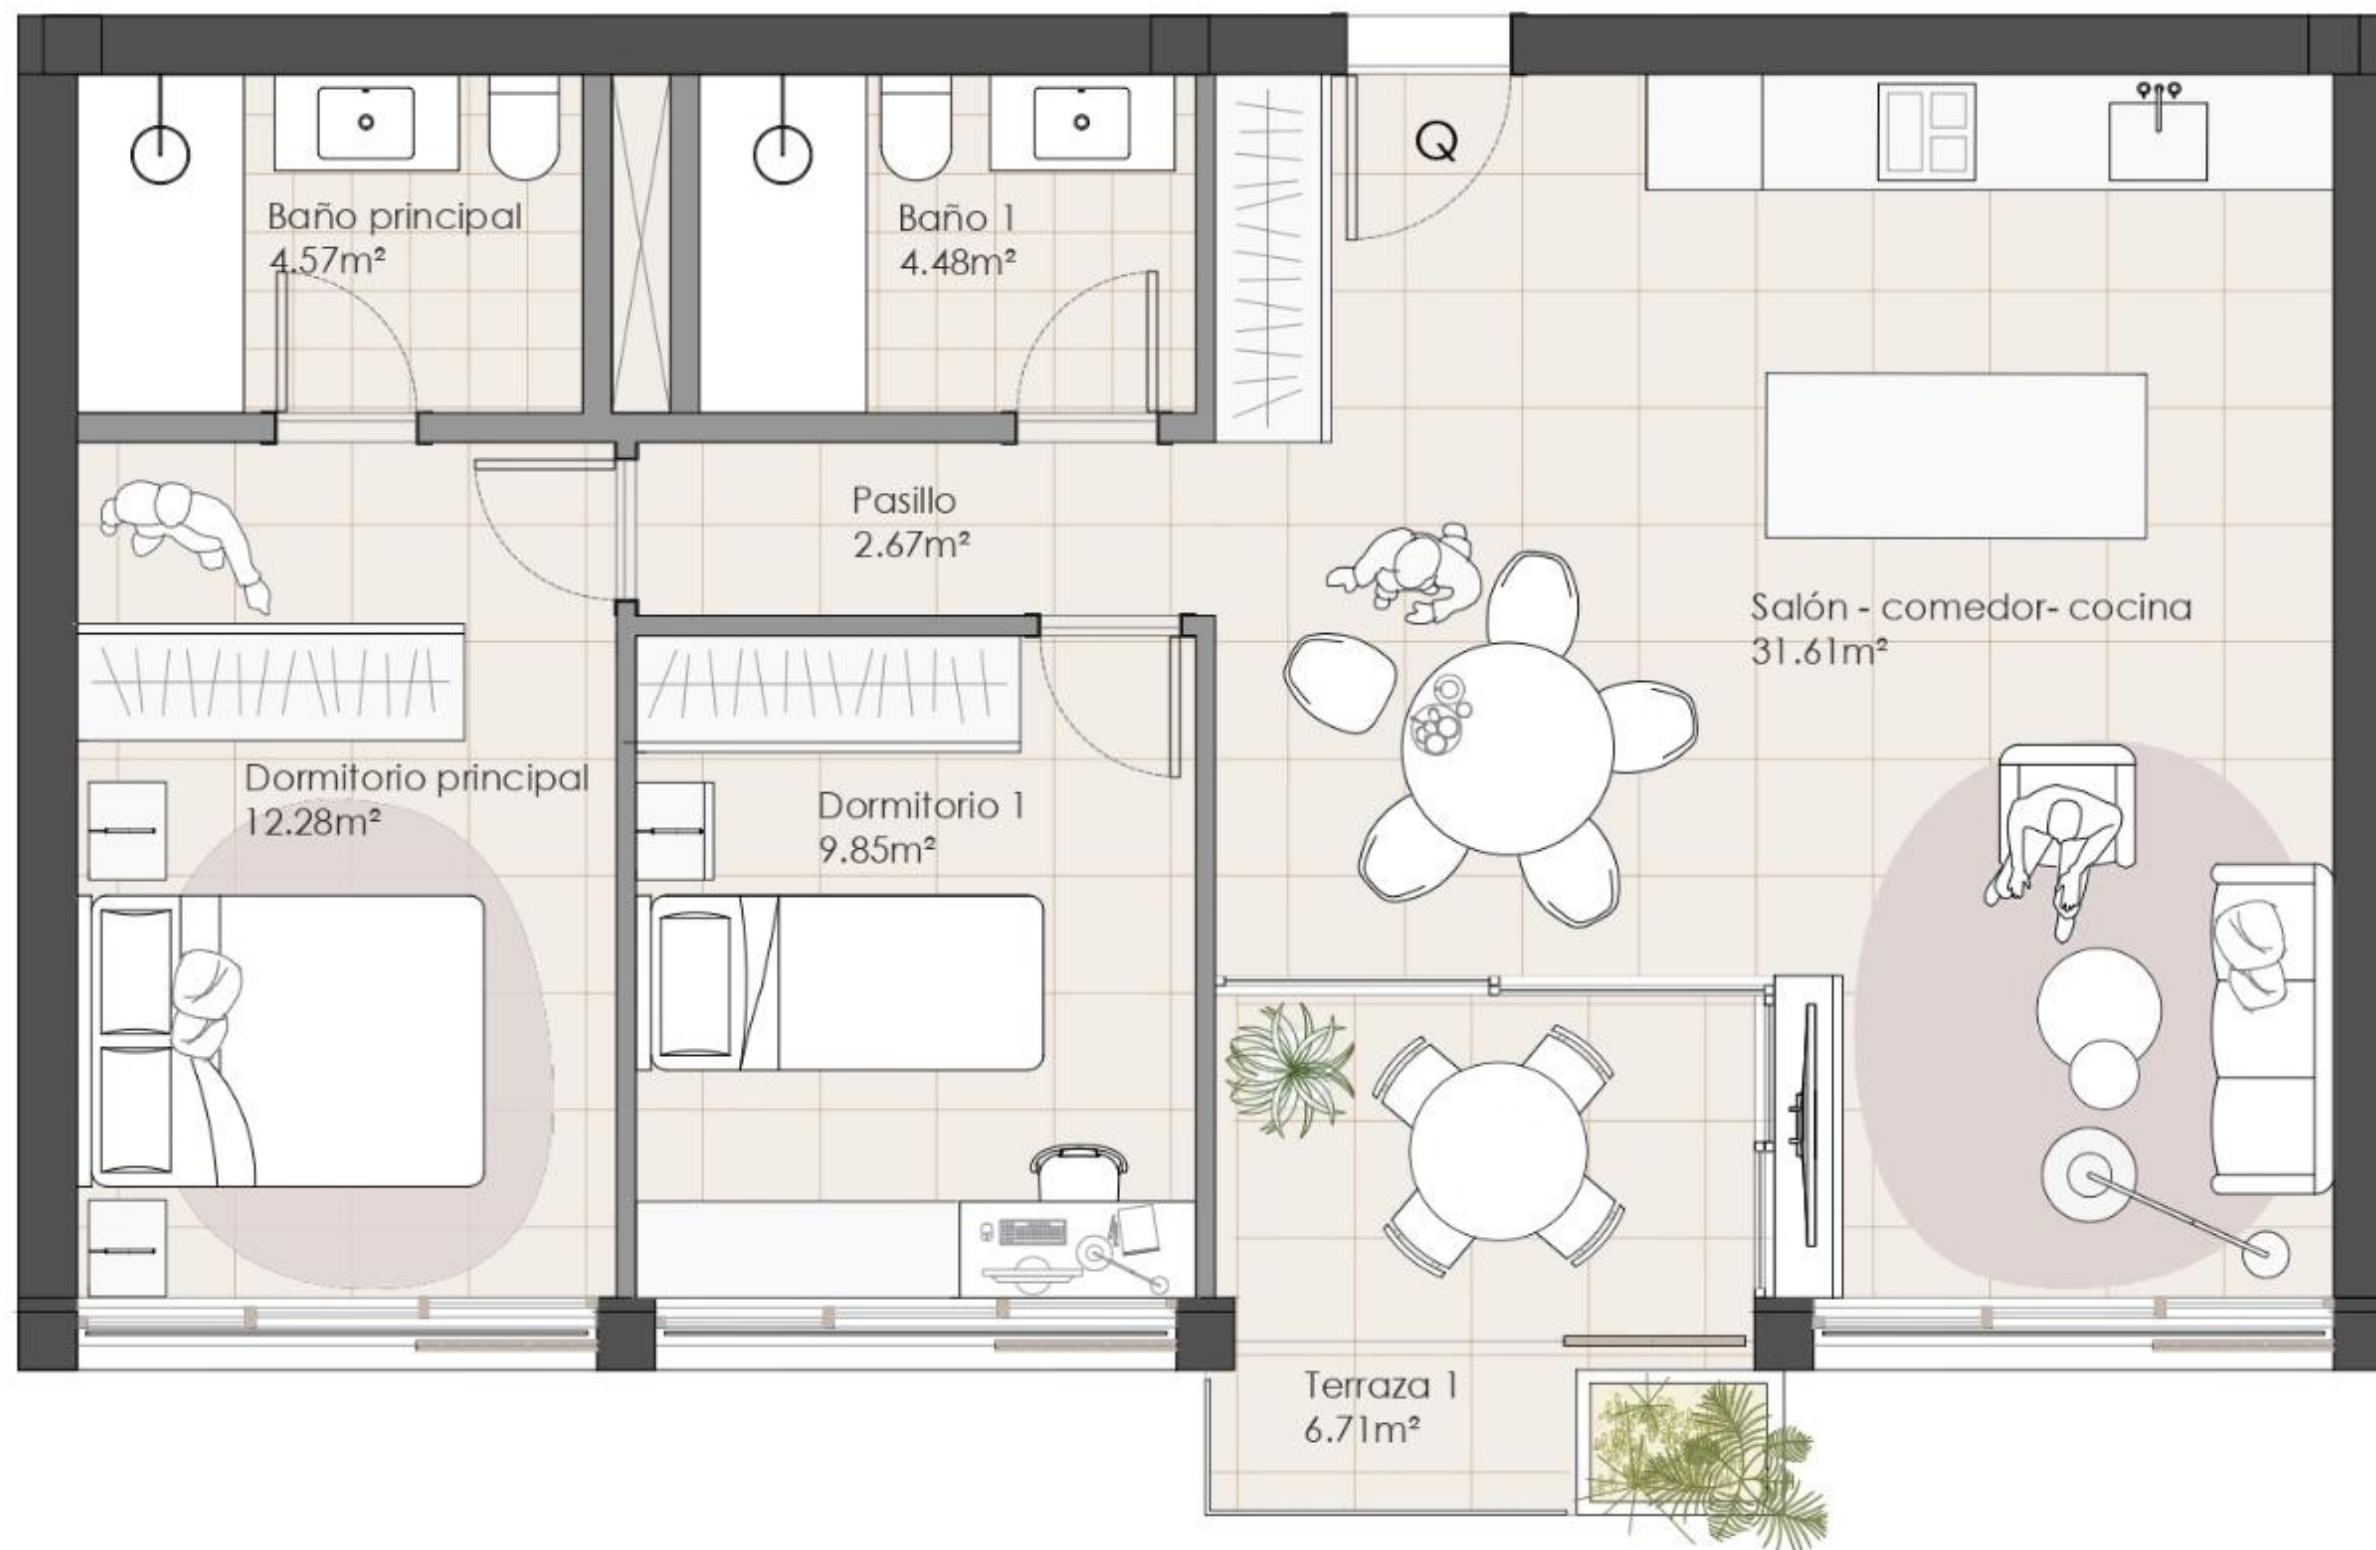 Q
Baño principal
4.57m²
Baño 1
4.48m²
Pasillo
2.67m²
Salón - comedor- cocina
31.61m²
Dormitorio principal
12.28m²
Dormitorio 1
9.85m²
Terraza 1
6.71m²